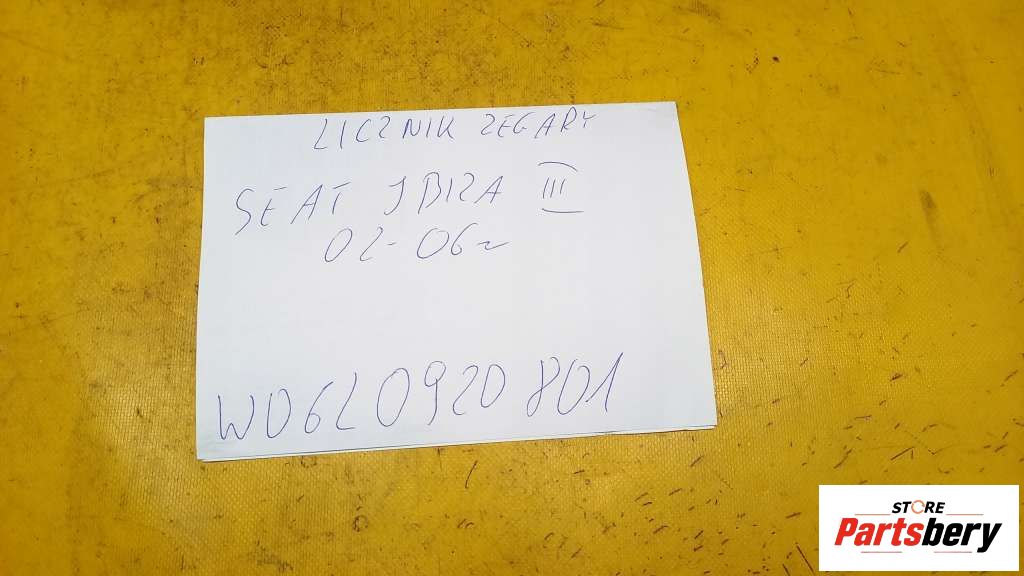 LICZNIK ZEGARY
SEAT IBIZA III
02-06r
W06L0920801
STORE
Partsbery